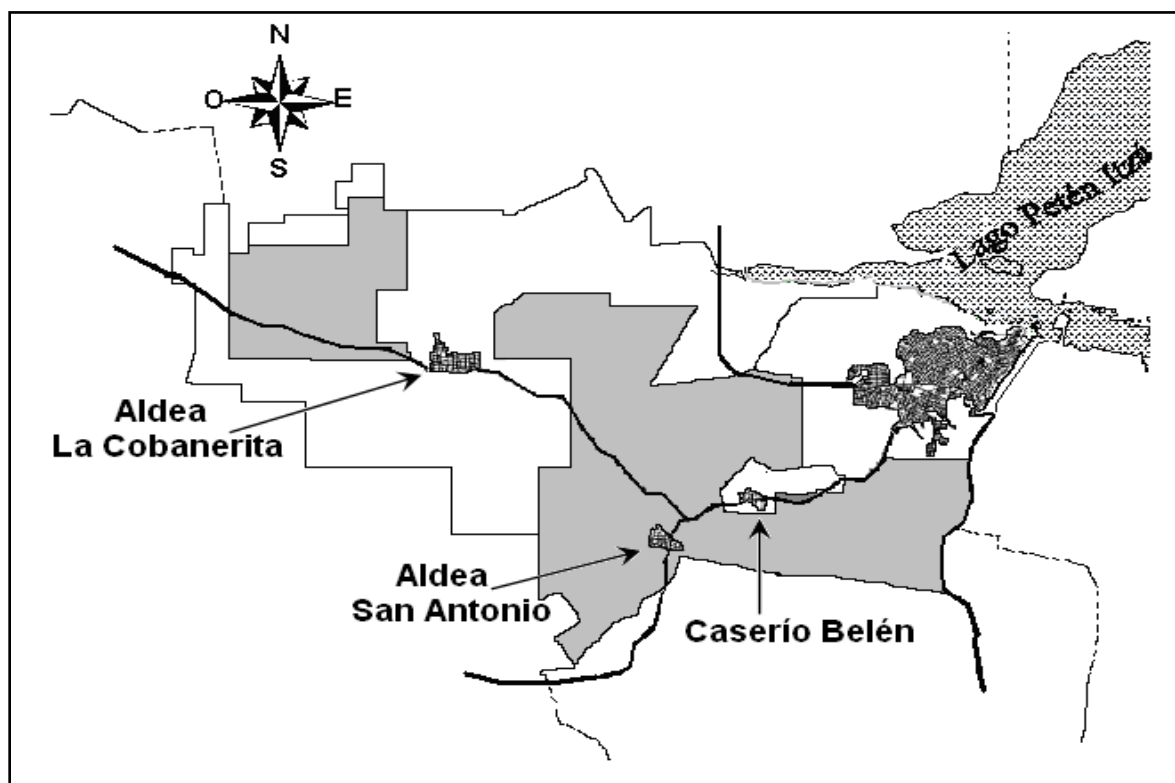 N
O E
S
Lago Petén Itzá
Aldea
La Cobanerita
Aldea
San Antonio
Caserío Belén